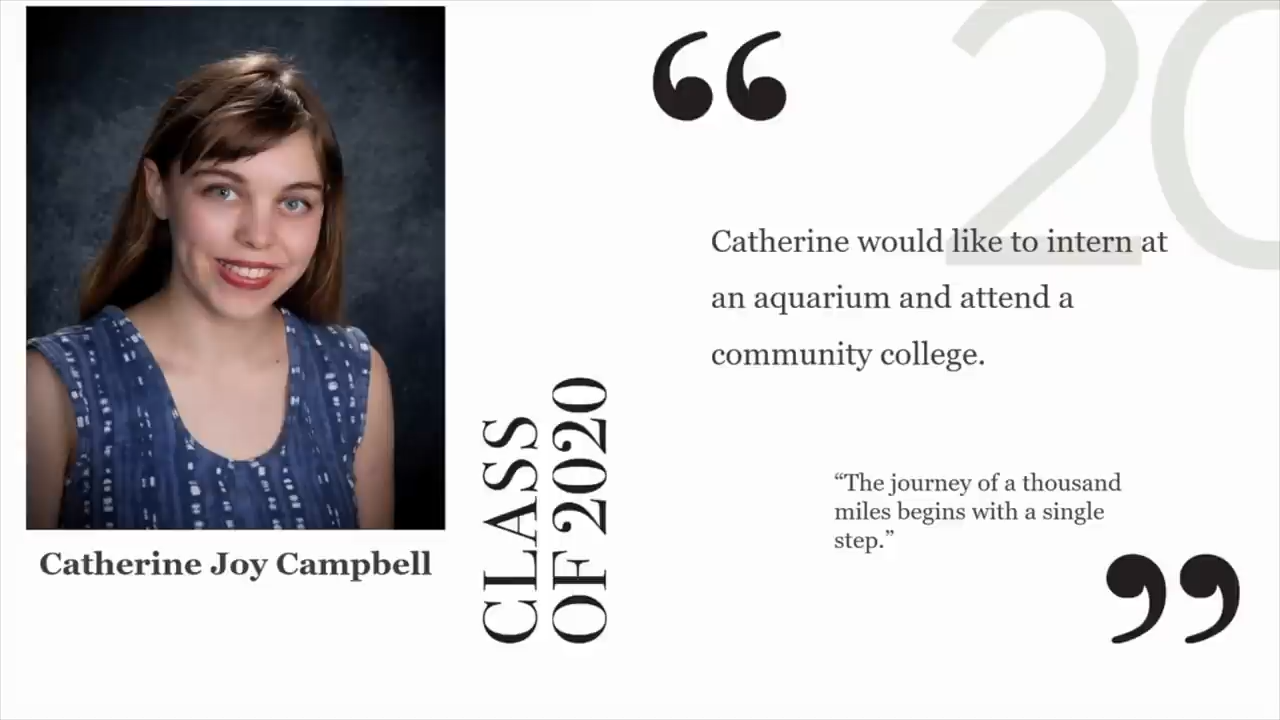 20
Catherine would like to intern at
an aquarium and attend a
community college.
“The journey of a thousand
miles begins with a single
step.”
CLASS
OF 2020
Catherine Joy Campbell